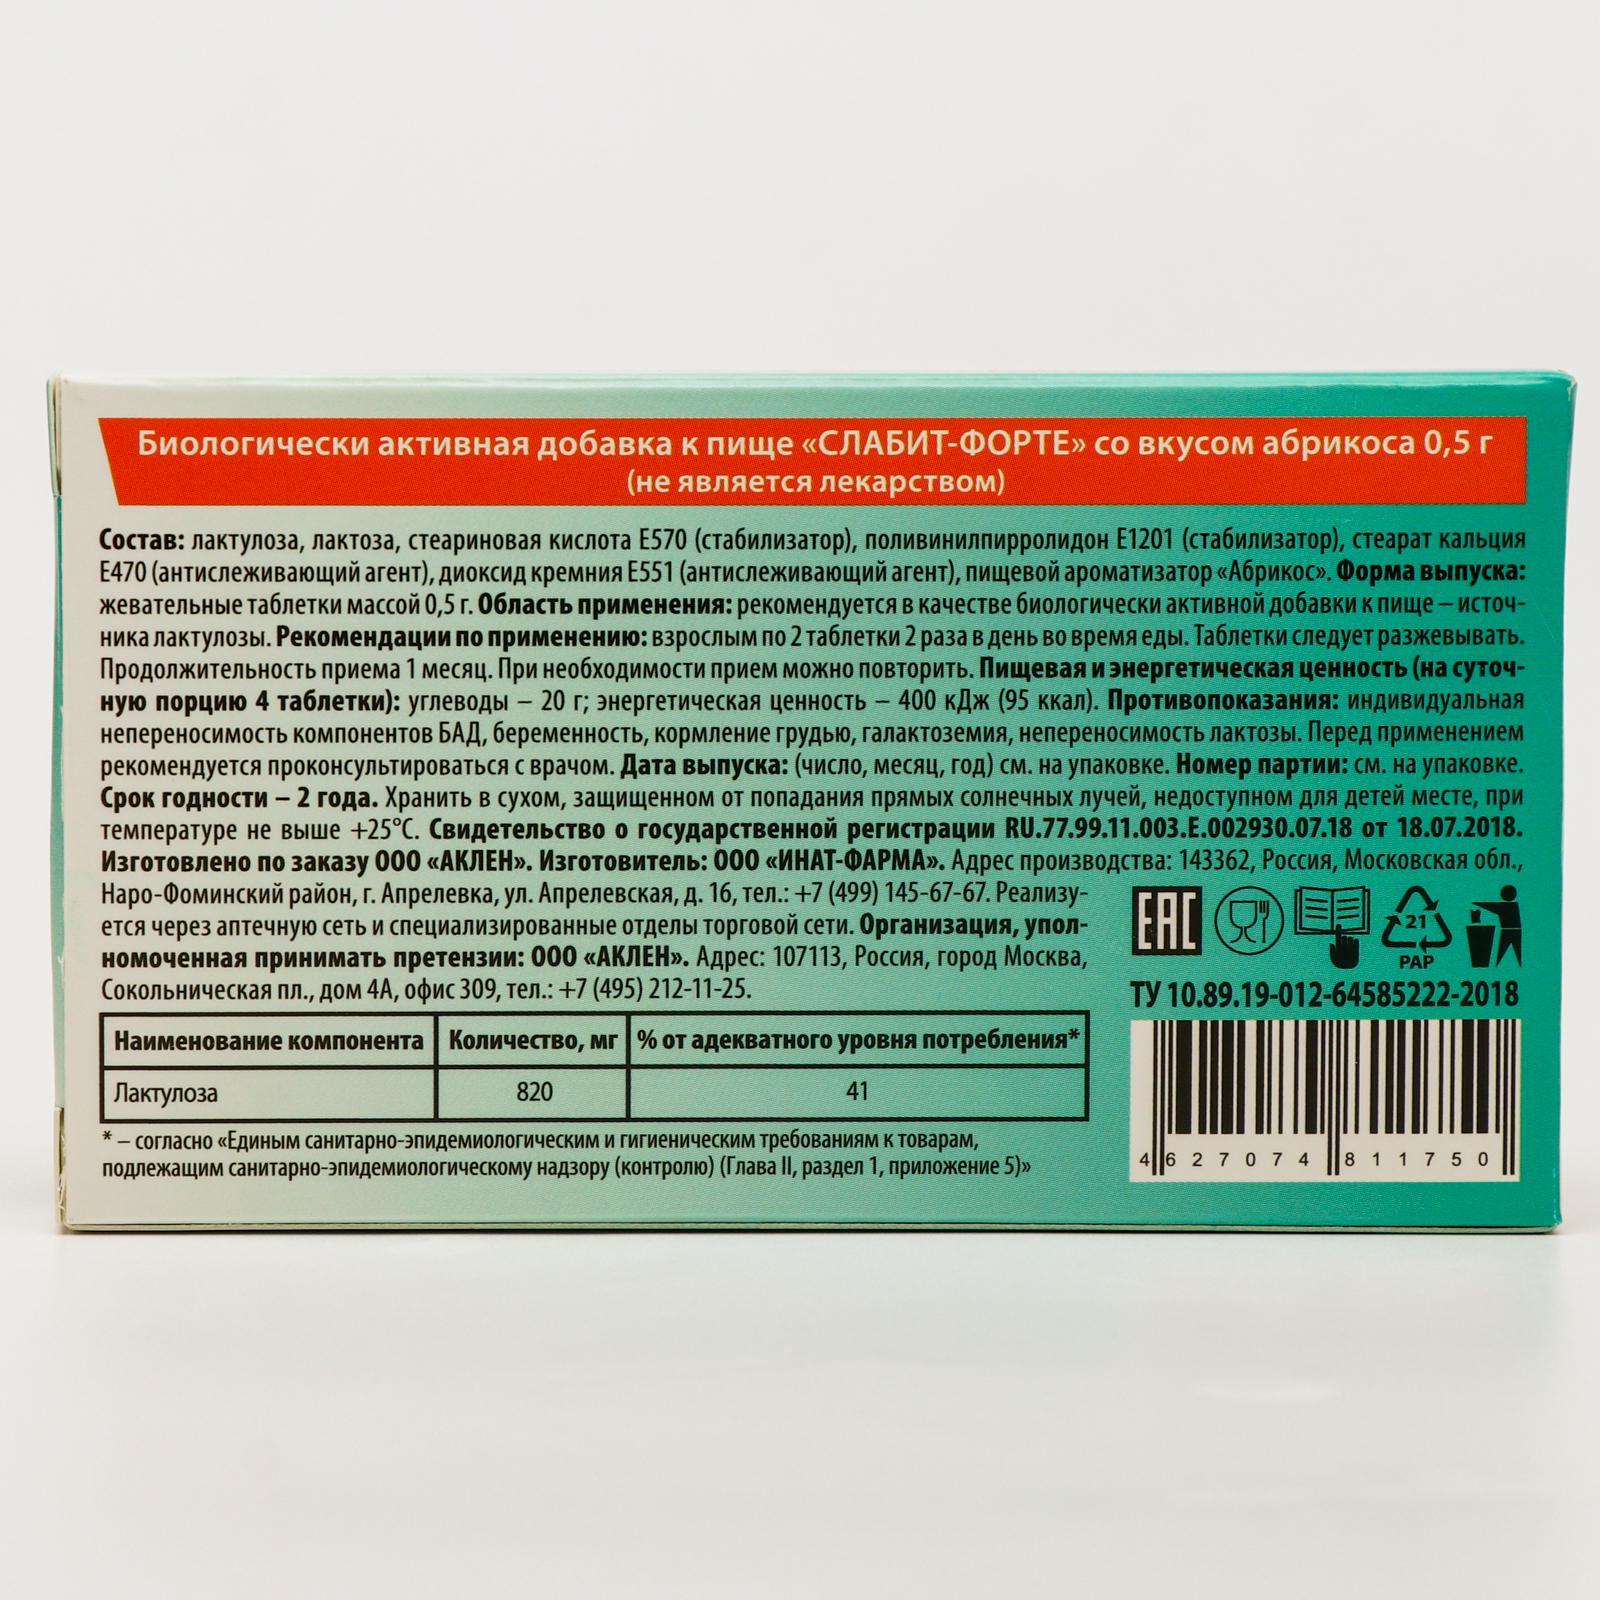 Биологически активная добавка к пище «СЛАБИТ-ФОРТЕ» со вкусом абрикоса 0,5 г
(не является лекарством)
Состав: лактулоза, лактоза, стеариновая кислота Е570 (стабилизатор), поливинилпирролидон Е1201 (стабилизатор), стеарат кальция
Е470 (антислеживающий агент), диоксид кремния Е551 (антислеживающий агент), пищевой ароматизатор «Абрикос». Форма выпуска:
жевательные таблетки массой 0,5 г. Область применения: рекомендуется в качестве биологически активной добавки к пище – источ-
ника лактулозы. Рекомендации по применению: взрослым по 2 таблетки 2 раза в день во время еды. Таблетки следует разжевывать.
Продолжительность приема 1 месяц. При необходимости прием можно повторить. Пищевая и энергетическая ценность (на суточ-
ную порцию 4 таблетки): углеводы – 20 г; энергетическая ценность – 400 кДж (95 ккал). Противопоказания: индивидуальная
непереносимость компонентов БАД, беременность, кормление грудью, галактоземия, непереносимость лактозы. Перед применением
рекомендуется проконсультироваться с врачом. Дата выпуска: (число, месяц, год) см. на упаковке. Номер партии: см. на упаковке.
Срок годности – 2 года. Хранить в сухом, защищенном от попадания прямых солнечных лучей, недоступном для детей месте, при
температуре не выше +25°С. Свидетельство о государственной регистрации RU.77.99.11.003.Е.002930.07.18 от 18.07.2018.
Изготовлено по заказу ООО «АКЛЕН». Изготовитель: ООО «ИНАТ-ФАРМА». Адрес производства: 143362, Россия, Московская обл.,
Наро-Фоминский район, г. Апрелевка, ул. Апрелевская, д. 16, тел.: +7 (499) 145-67-67. Реализу-
ется через аптечную сеть и специализированные отделы торговой сети. Организация, упол-
номоченная принимать претензии: ООО «АКЛЕН». Адрес: 107113, Россия, город Москва,
Сокольническая пл., дом 4А, офис 309, тел.: +7 (495) 212-11-25.
EAC
21
PAP
ТУ 10.89.19-012-64585222-2018
Наименование компонента Количество, мг % от адекватного уровня потребления*
Лактулоза 820 41
* – согласно «Единым санитарно-эпидемиологическим и гигиеническим требованиям к товарам,
подлежащим санитарно-эпидемиологическому надзору (контролю) (Глава II, раздел 1, приложение 5)»
4 627074 811750